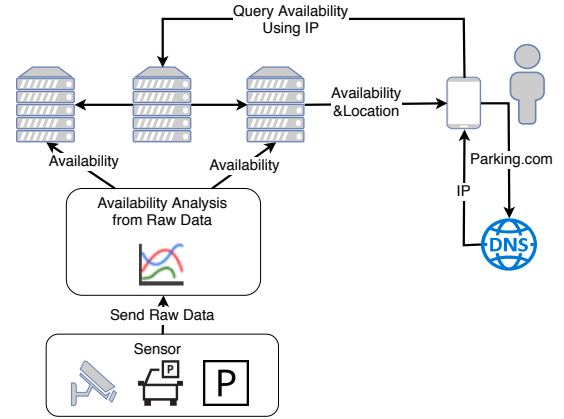 Query Availability
Using IP
Availability
&Location
Availability
Availability
Parking.com
IP
DNS
Availability Analysis
from Raw Data
Send Raw Data
Sensor
P
P